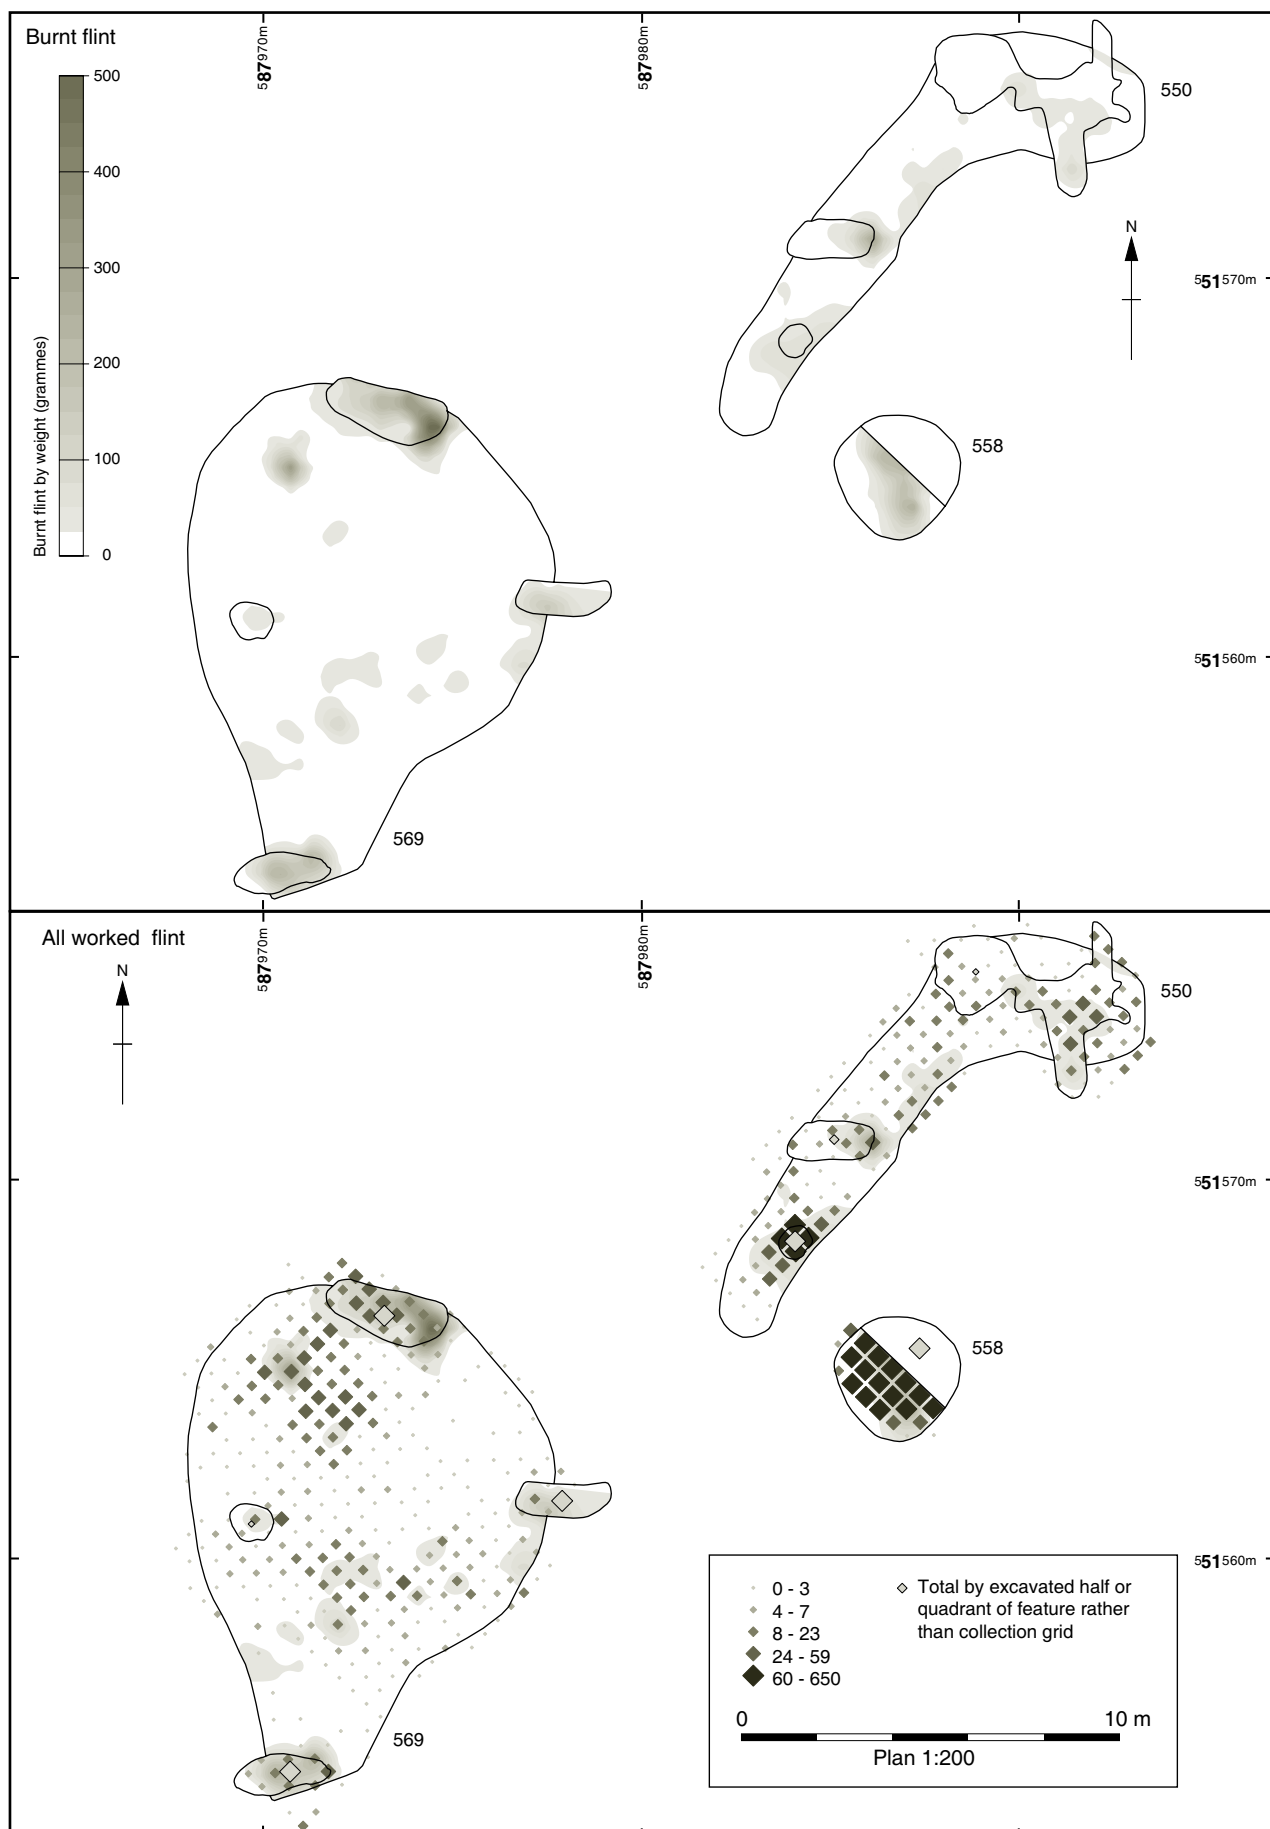 Burnt flint
587970m
587980m
500
400
300
200
100
0
Burnt flint by weight (grammes)
550
N
551570m
558
551560m
569
All worked flint
N
587970m
587980m
550
551570m
558
551560m
569
0 - 3
4 - 7
8 - 23
24 - 59
60 - 650
Total by excavated half or
quadrant of feature rather
than collection grid
0
10 m
Plan 1:200